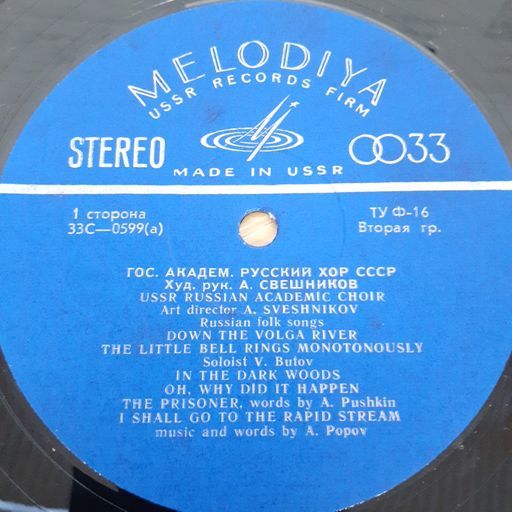 MELODIYA
USSR RECORDS FIRM
STEREO
33
MADE IN USSR
1 сторона
ТУ Ф-16
33С—0599(а)
Вторая гр.
ГОС. АКАДЕМ. РУССКИЙ ХОР СССР
Худ. рук. А. СВЕШНИКОВ
USSR RUSSIAN ACADEMIC CHOIR
Art director A. SVESHNIKOV
Russian folk songs
DOWN THE VOLGA RIVER
THE LITTLE BELL RINGS MONOTONOUSLY
Soloist V. Butov
IN THE DARK WOODS
OH, WHY DID IT HAPPEN
THE PRISONER, words by A. Pushkin
I SHALL GO TO THE RAPID STREAM
music and words by A. Popov